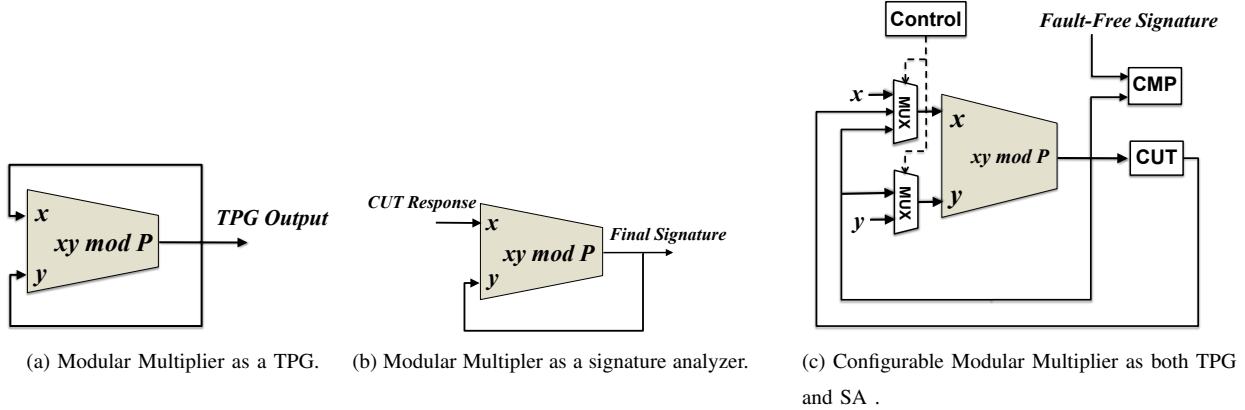 x
xy mod P
y
TPG Output
(a) Modular Multiplier as a TPG.
CUT Response
x
xy mod P
y
Final Signature
(b) Modular Multipler as a signature analyzer.
Control
Fault-Free Signature
x
MUX
x
CMP
xy mod P
CUT
y
MUX
y
(c) Configurable Modular Multiplier as both TPG
and SA .